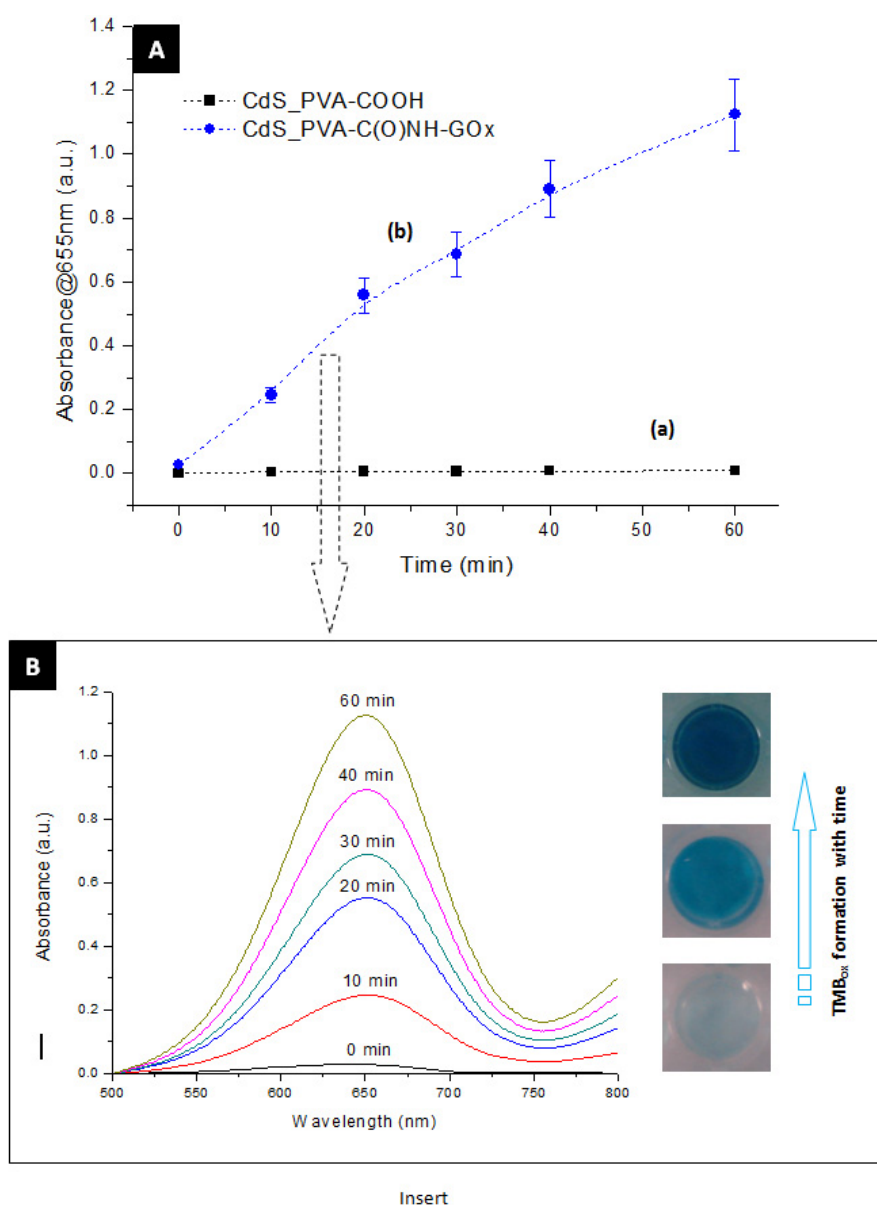 A
1.4
1.2
1.0
0.8
0.6
0.4
0.2
0.0
Absorbance@655nm (a.u.)
CdS_PVA-COOH
CdS_PVA-C(O)NH-GOx
(b)
(a)
0 10 20 30 40 50 60
Time (min)
B
1.2
1.0
0.8
0.6
0.4
0.2
0.0
Absorbance (a.u.)
60 min
40 min
30 min
20 min
10 min
0 min
500 550 600 650 700 750 800
Wavelength (nm)
TMBox formation with time
Insert